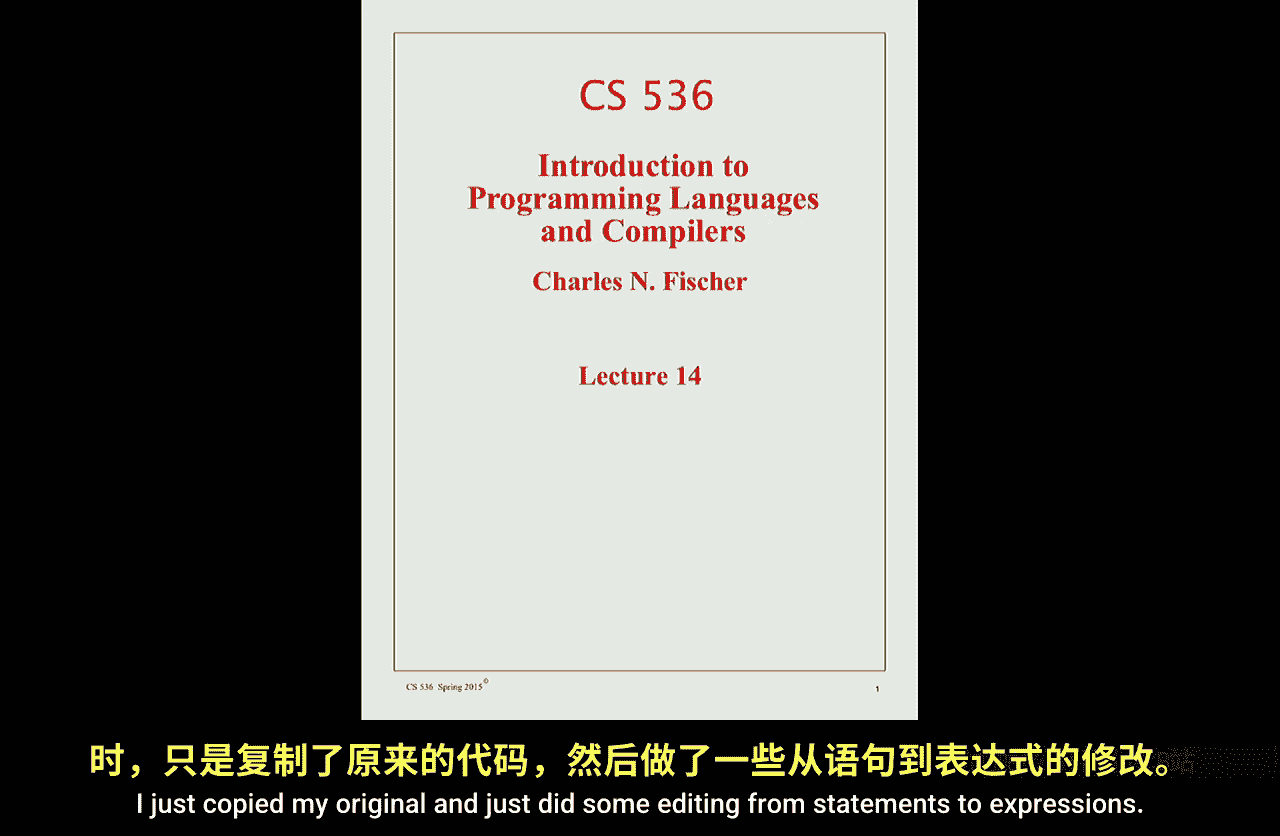 CS 536
Introduction to
Programming Languages
and Compilers
Charles N. Fischer
Lecture 14
CS 536 Spring 2015©
1
时，只是复制了原来的代码，然后做了一些从语句到表达式的修改。
I just copied my original and just did some editing from statements to expressions.